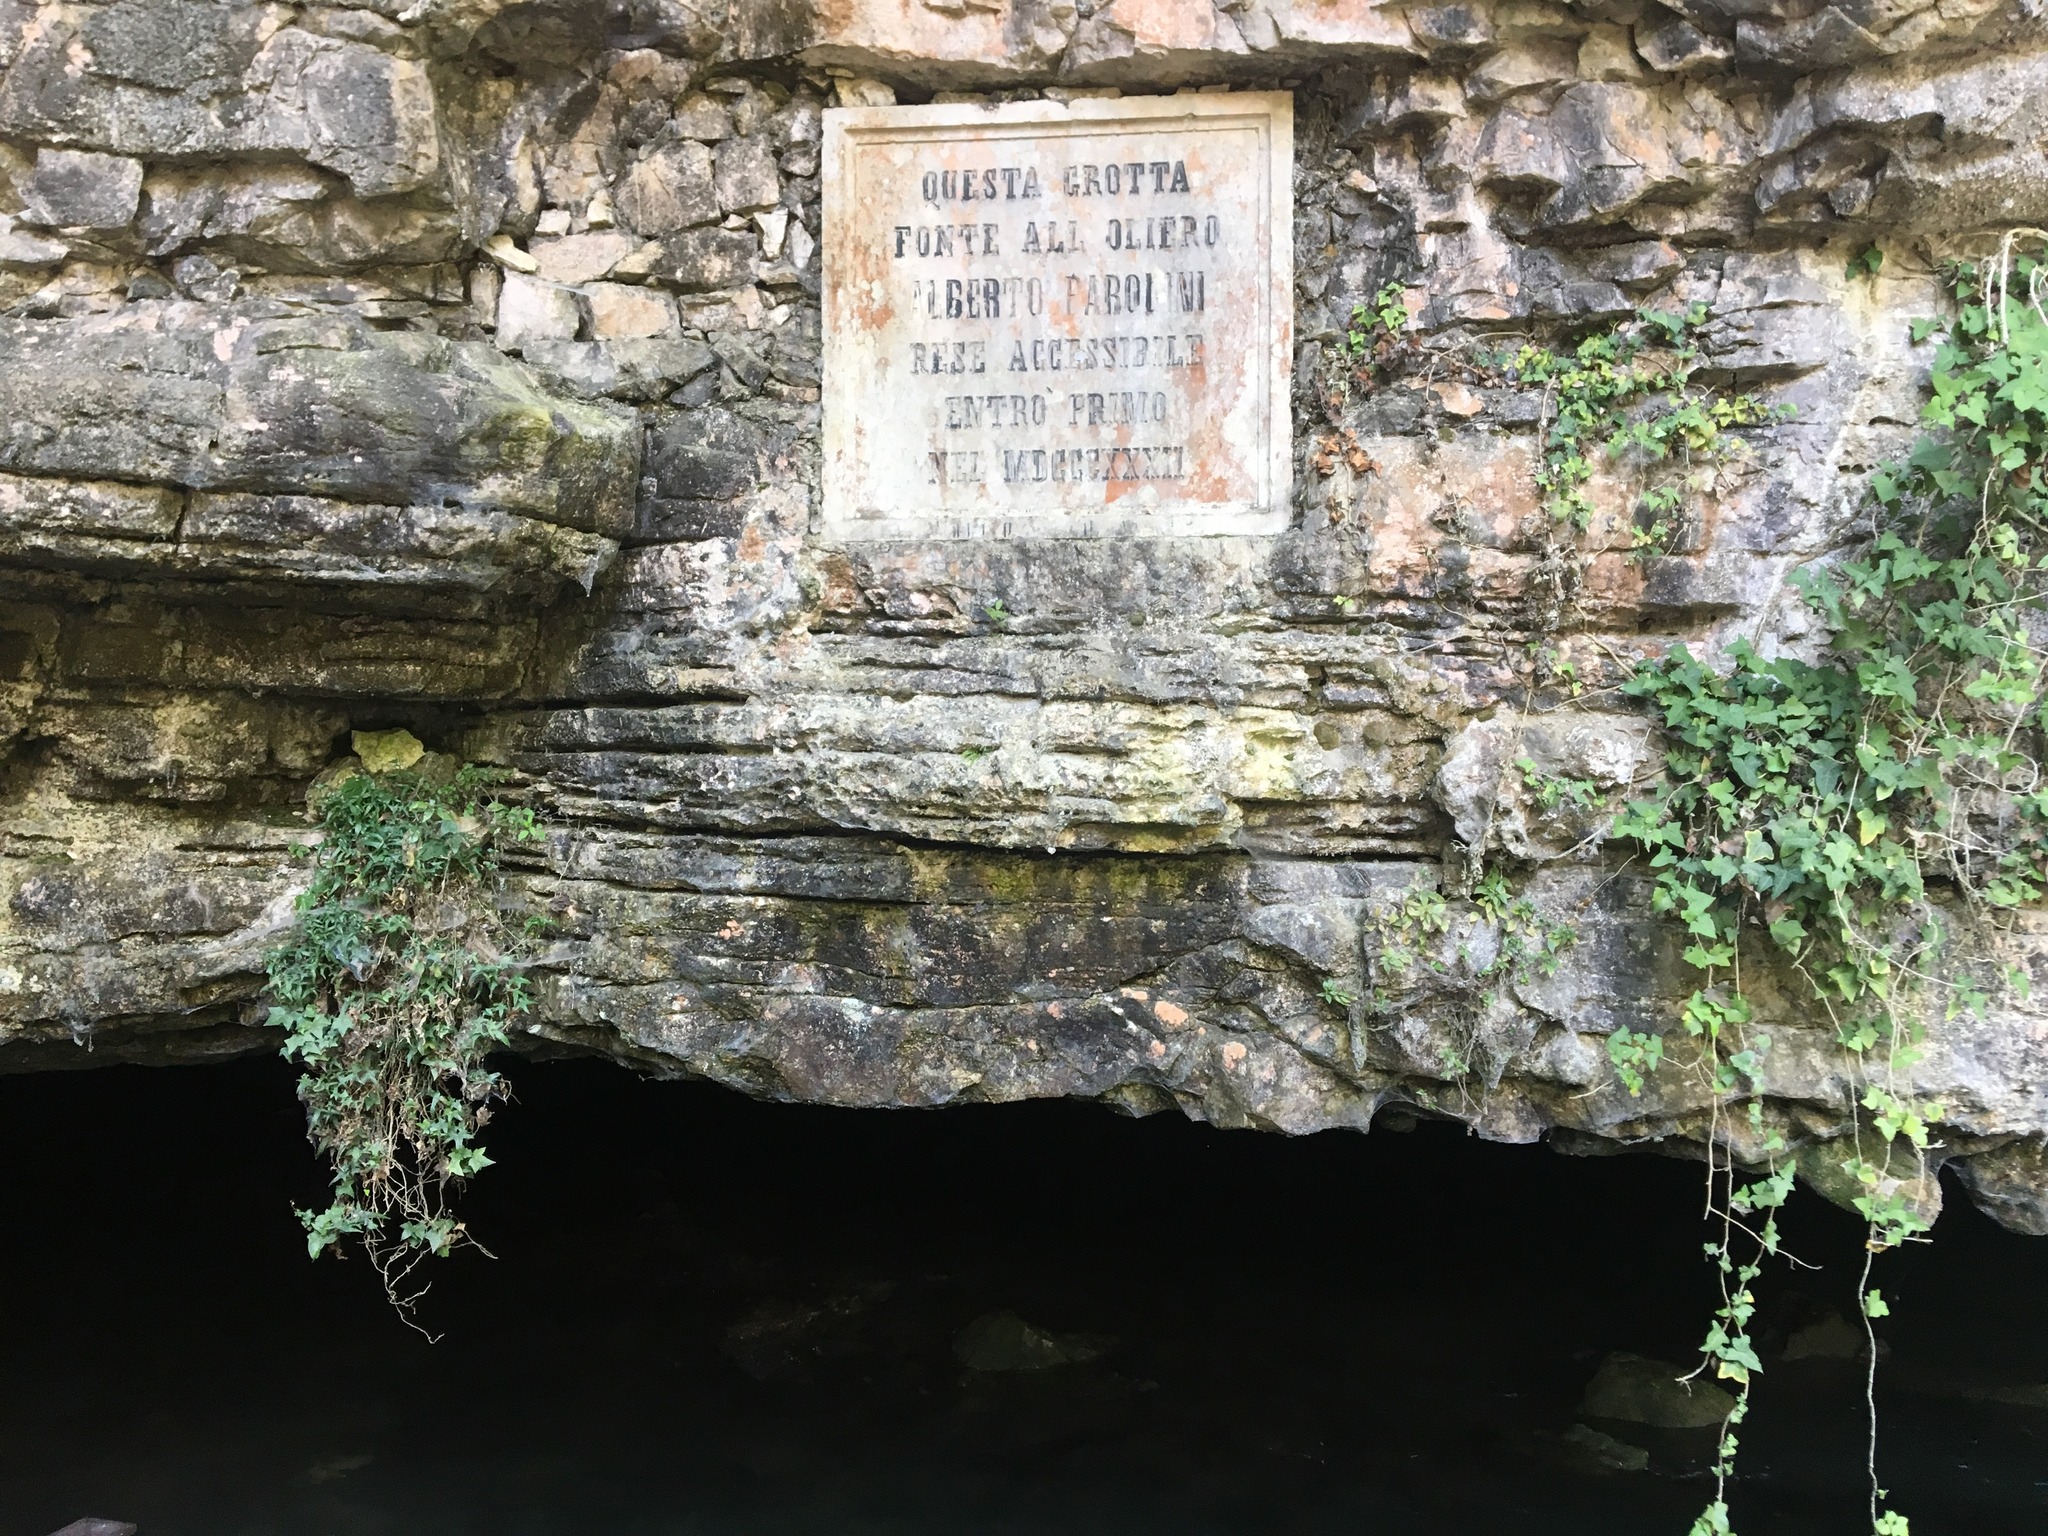 QUESTA GROTTA
FONTE ALL OLIERO
ALBERTO PAROLINI
RESE ACCESSIBILE
ENTRÒ PRIMO
NEL MDCCCXXXII